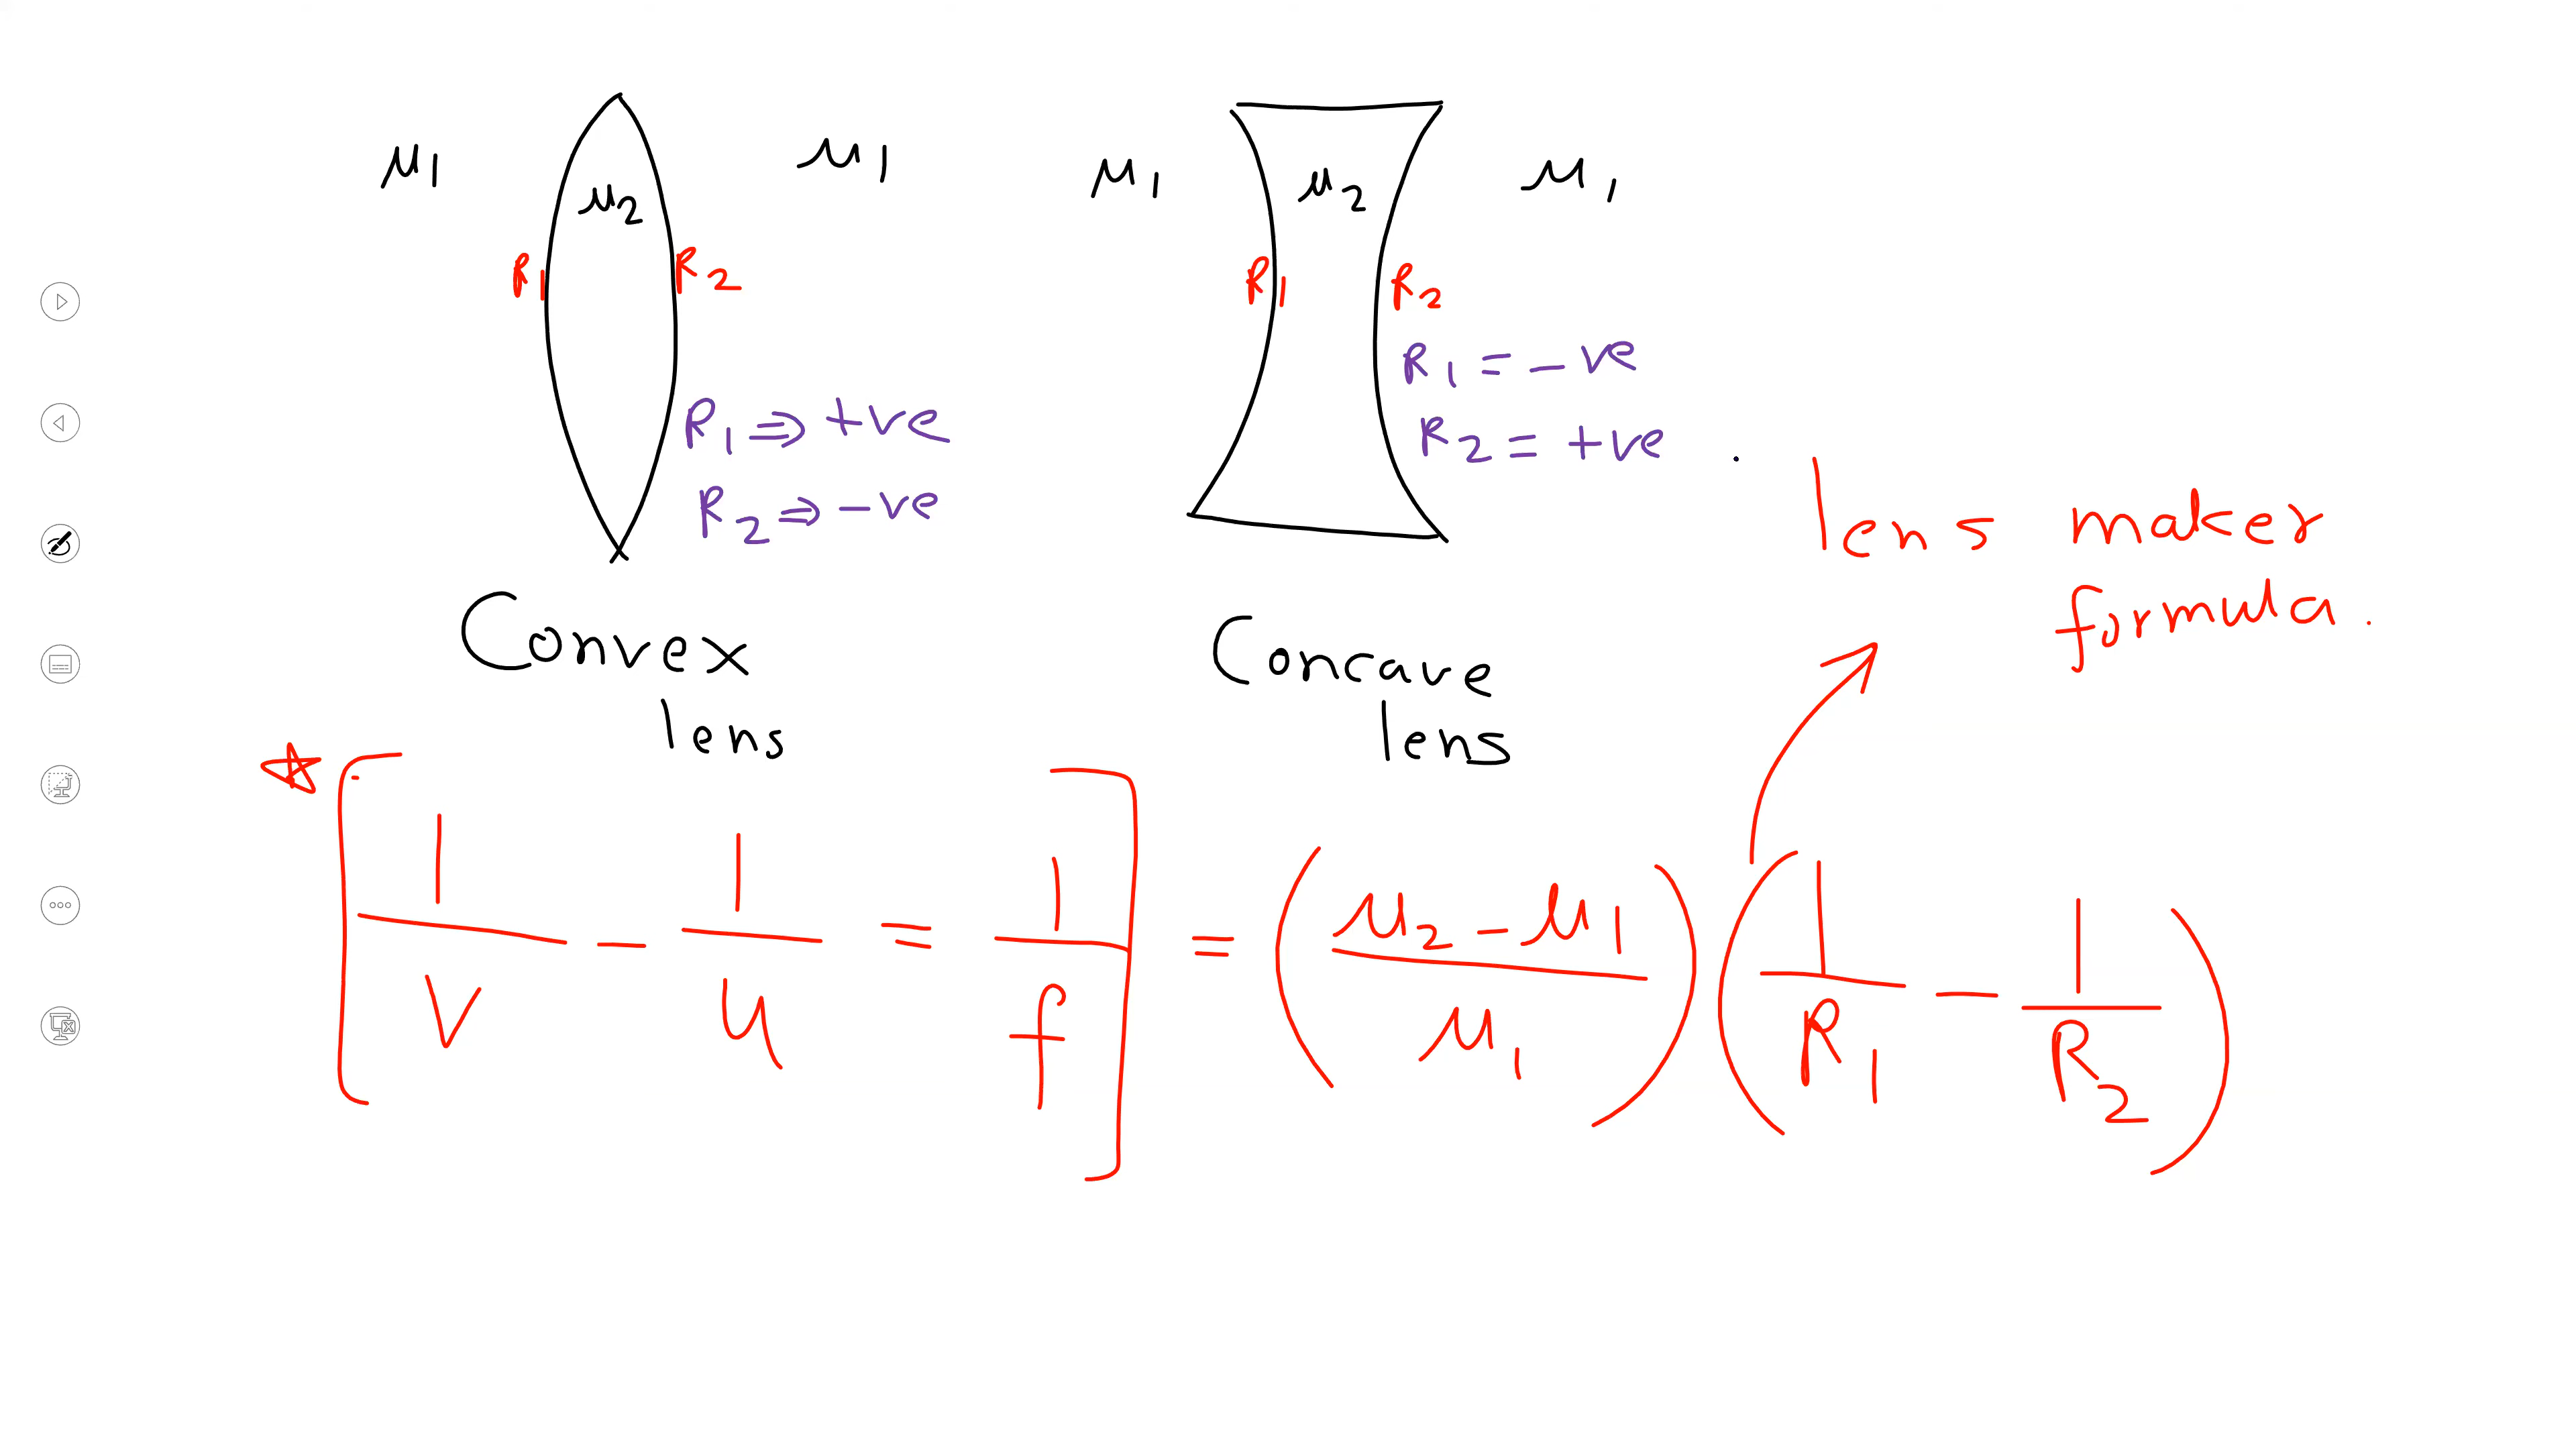 μ1 μ2 μ1
R1 R2
R1 ⇒ +ve
R2 ⇒ -ve
Convex
lens
μ1 μ2 μ1
R1 R2
R1 = -ve
R2 = +ve
Concave
lens
lens maker
formula.
[1/v - 1/u = 1/f] = (μ2 - μ1 / μ1) (1/R1 - 1/R2)